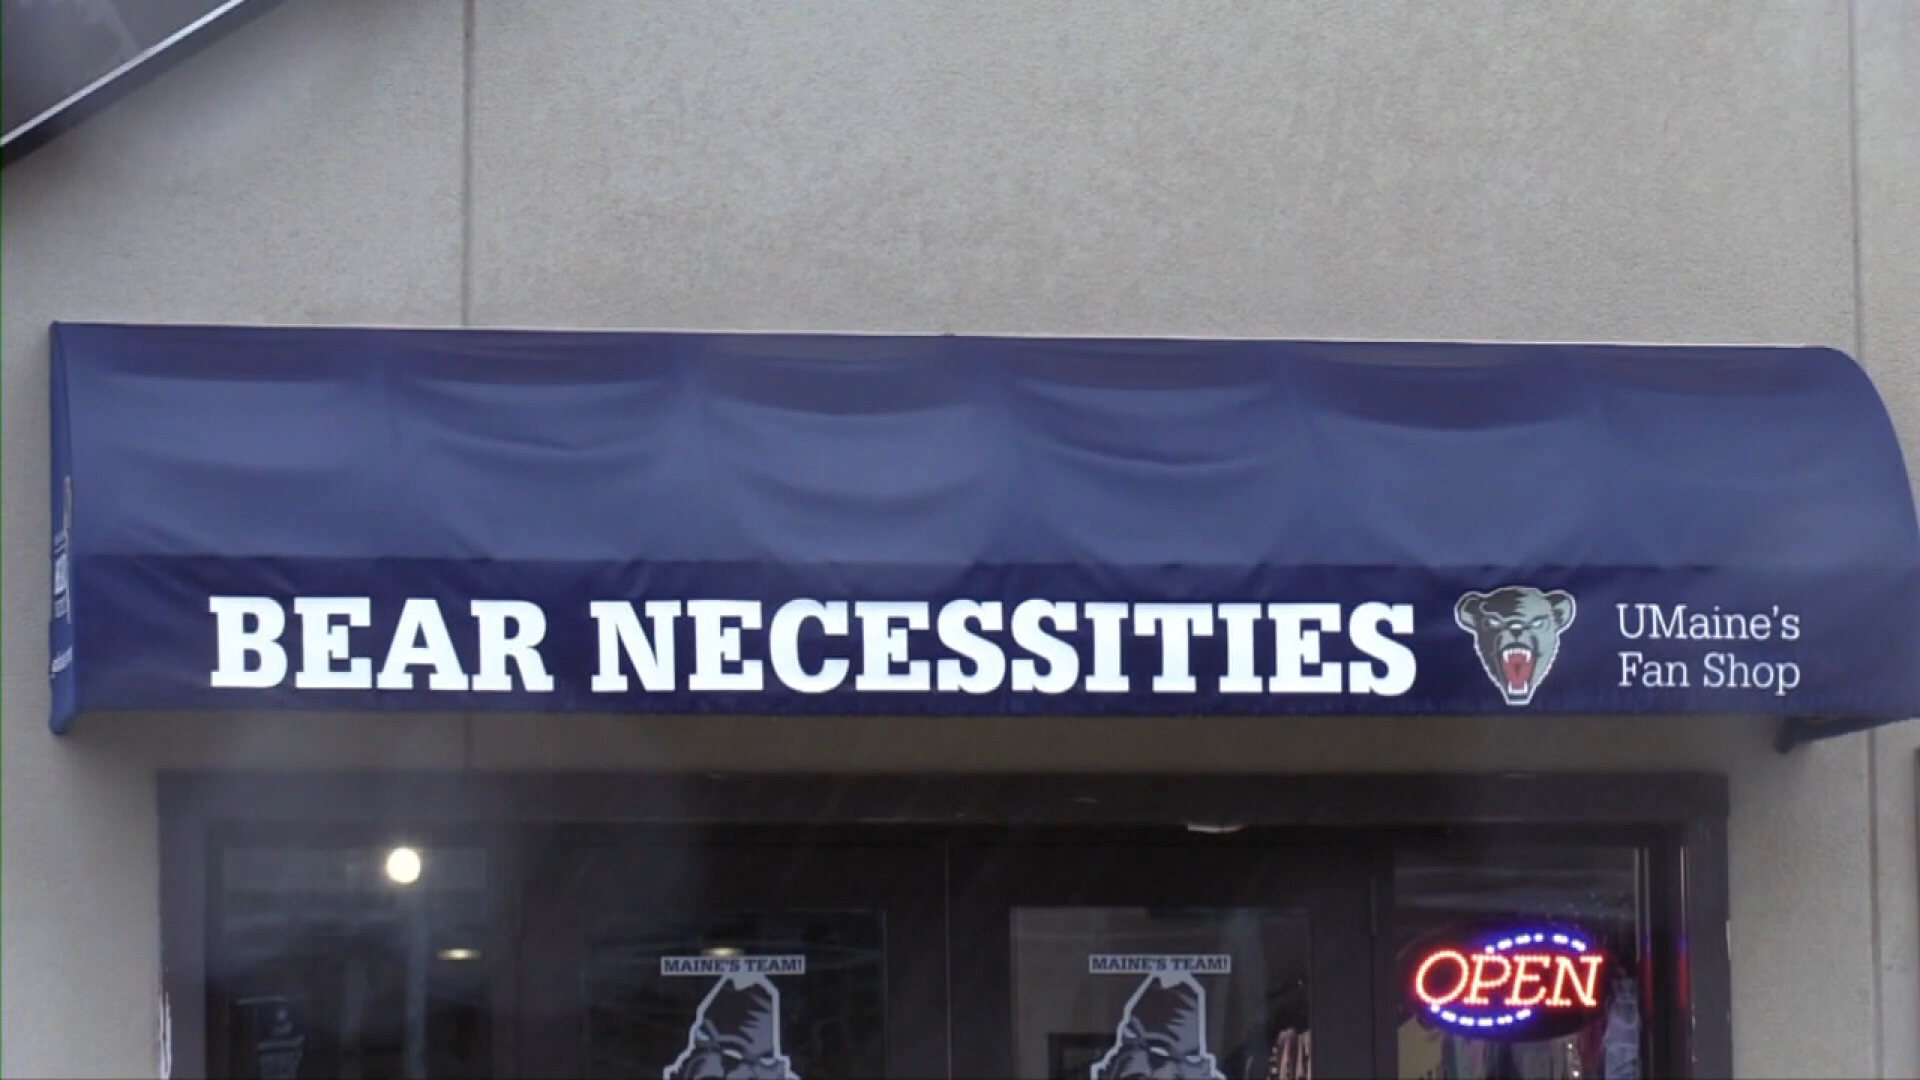 BEAR NECESSITIES
UMaine's
Fan Shop
MAINE'S TEAM!
MAINE'S TEAM!
OPEN